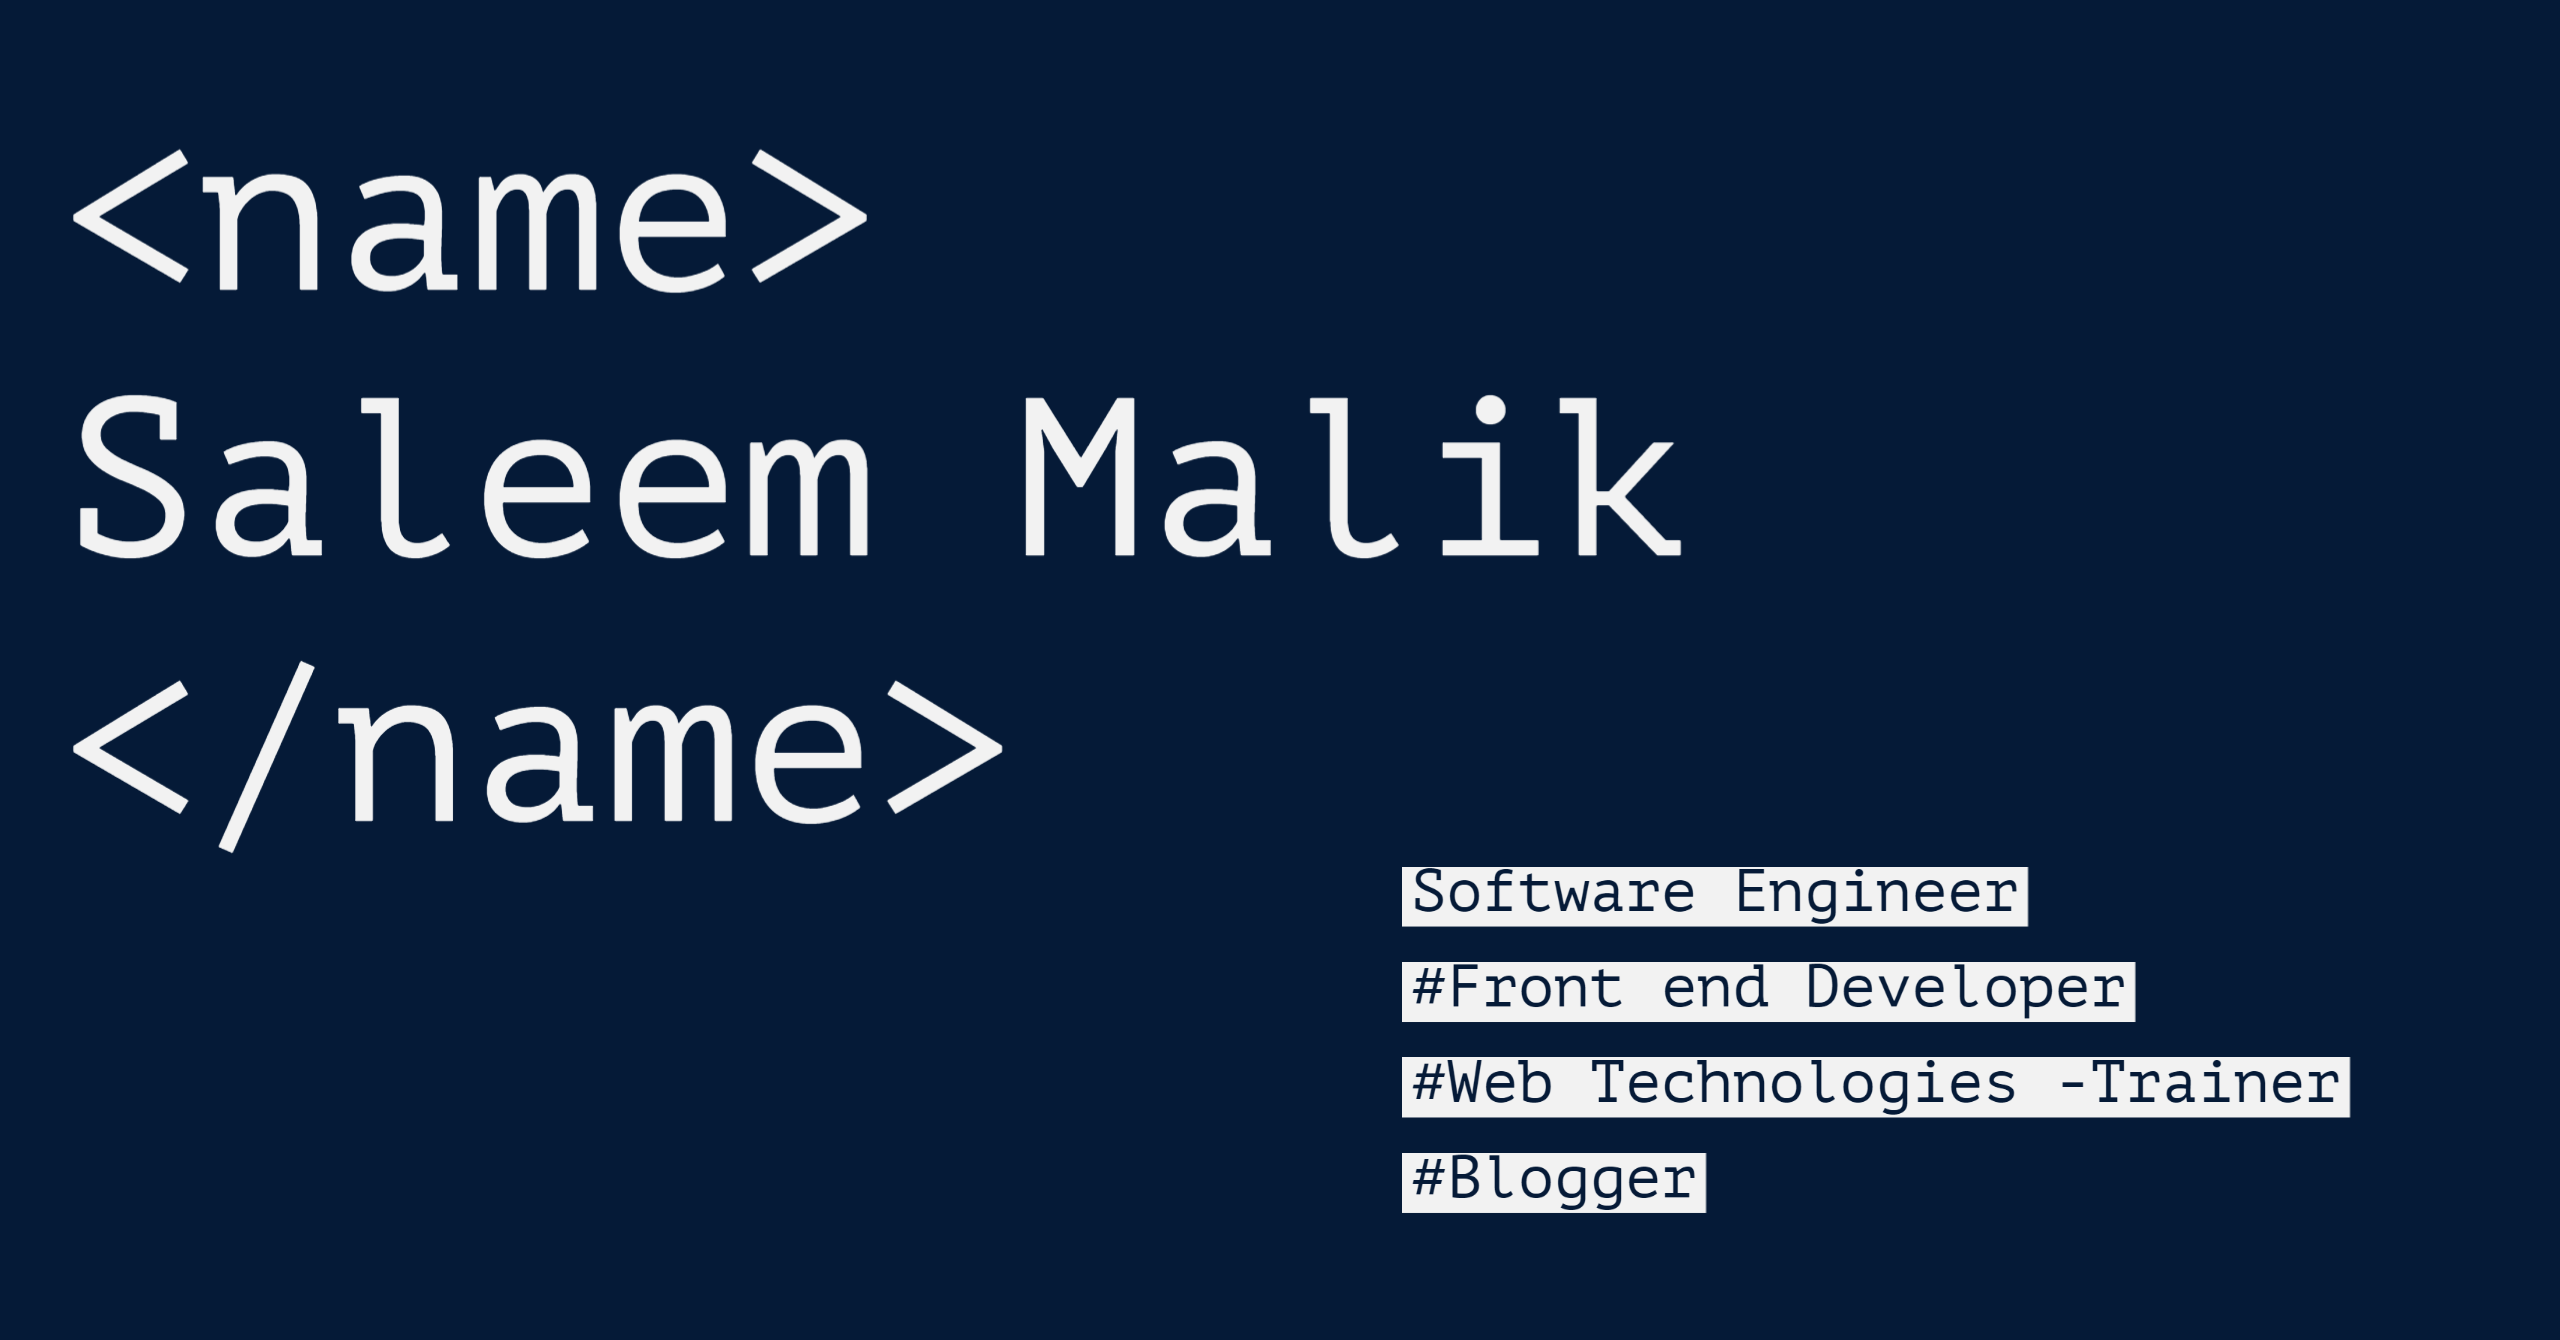 <name>
Saleem Malik
</name>
Software Engineer
#Front end Developer
#Web Technologies -Trainer
#Blogger